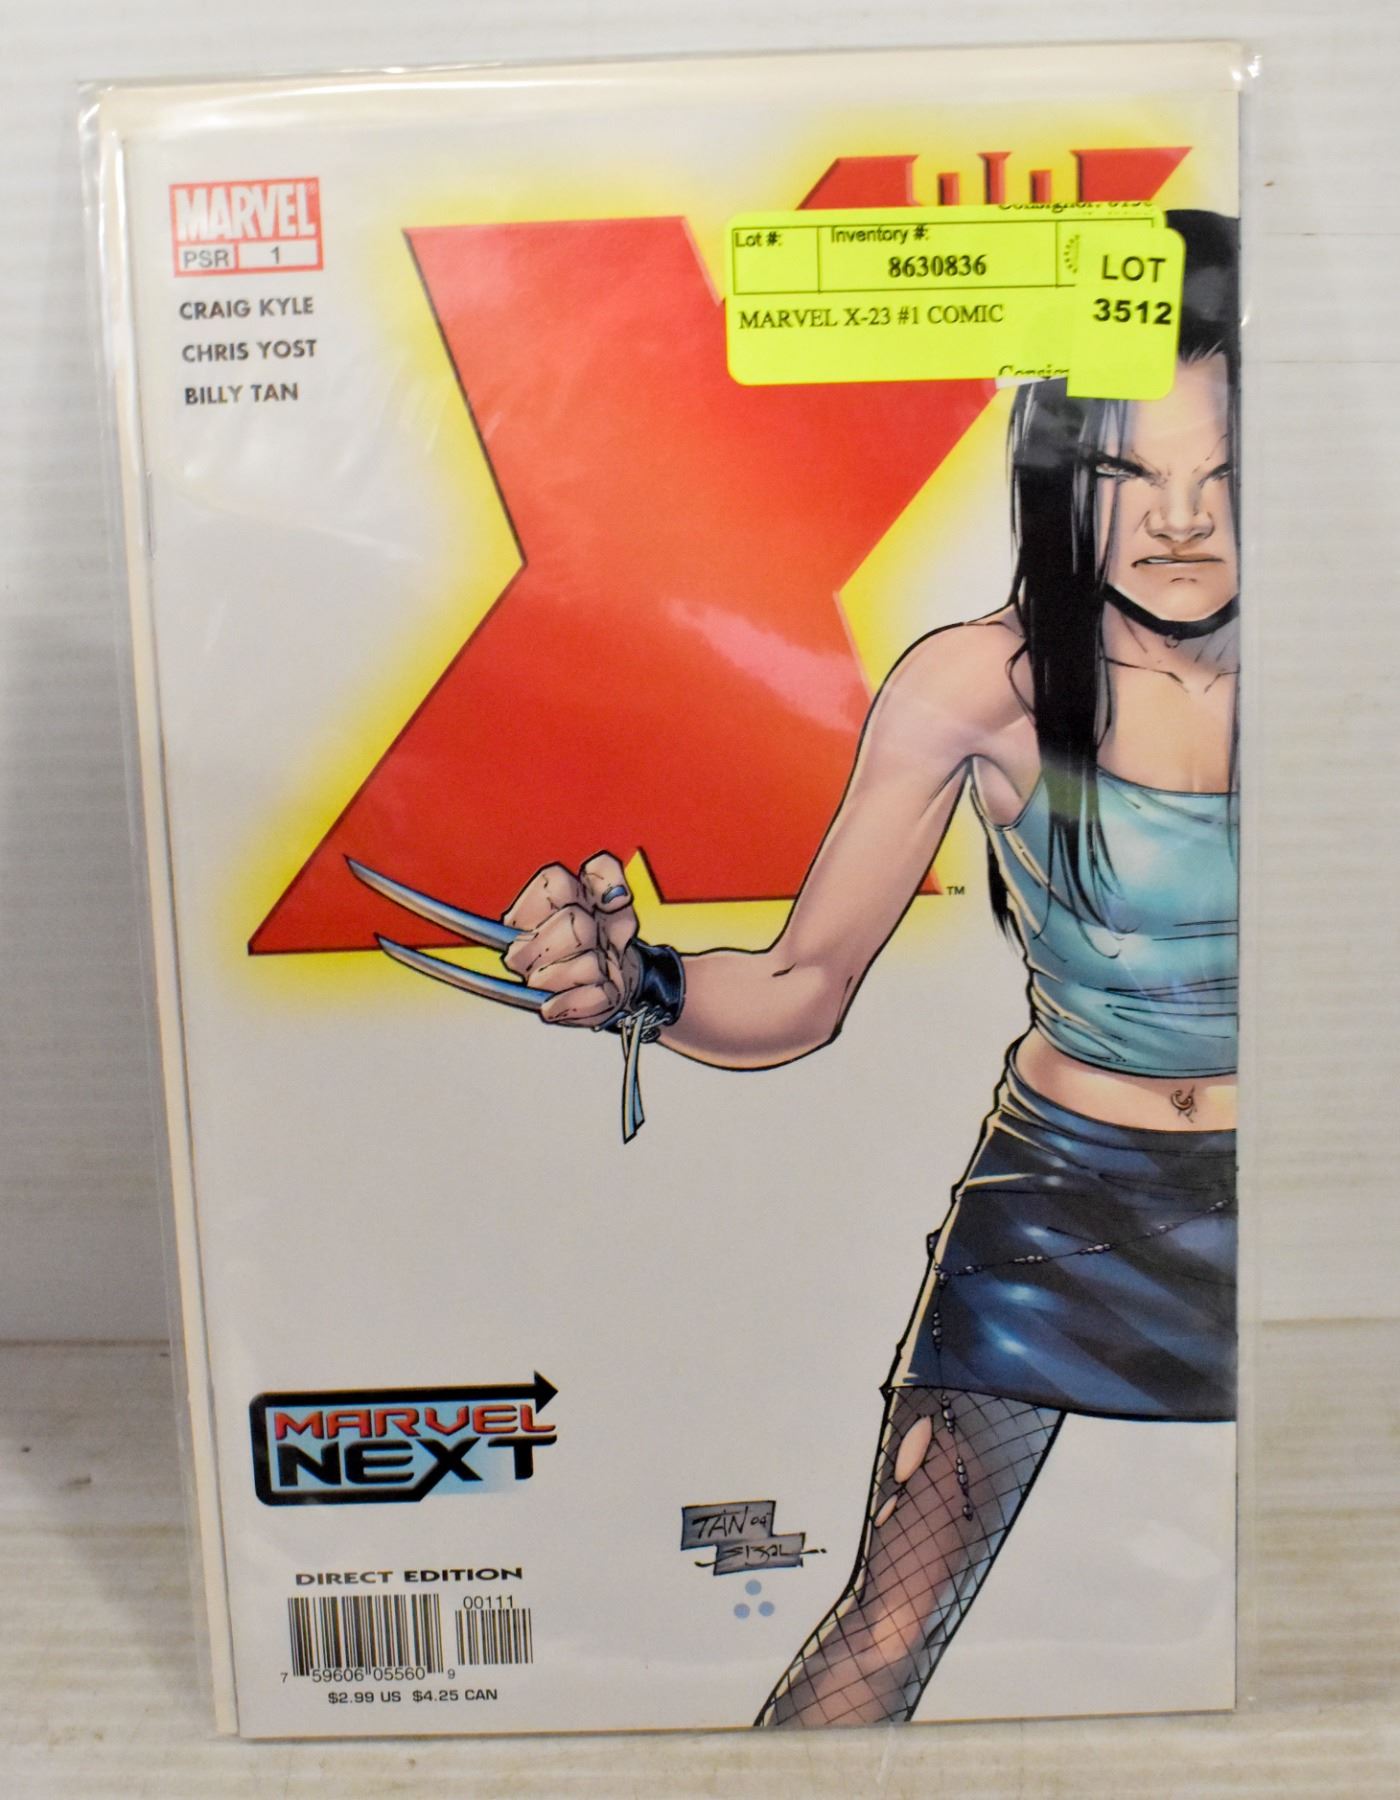 MARVEL
PSR 1
CRAIG KYLE
CHRIS YOST
BILLY TAN
X
Lot #: Inventory #:
8630836
MARVEL X-23 #1 COMIC
LOT
3512
TM
MARVEL
NEXT
TAN 04
DIRECT EDITION
00111
7 59606 05560 9
$2.99 US $4.25 CAN